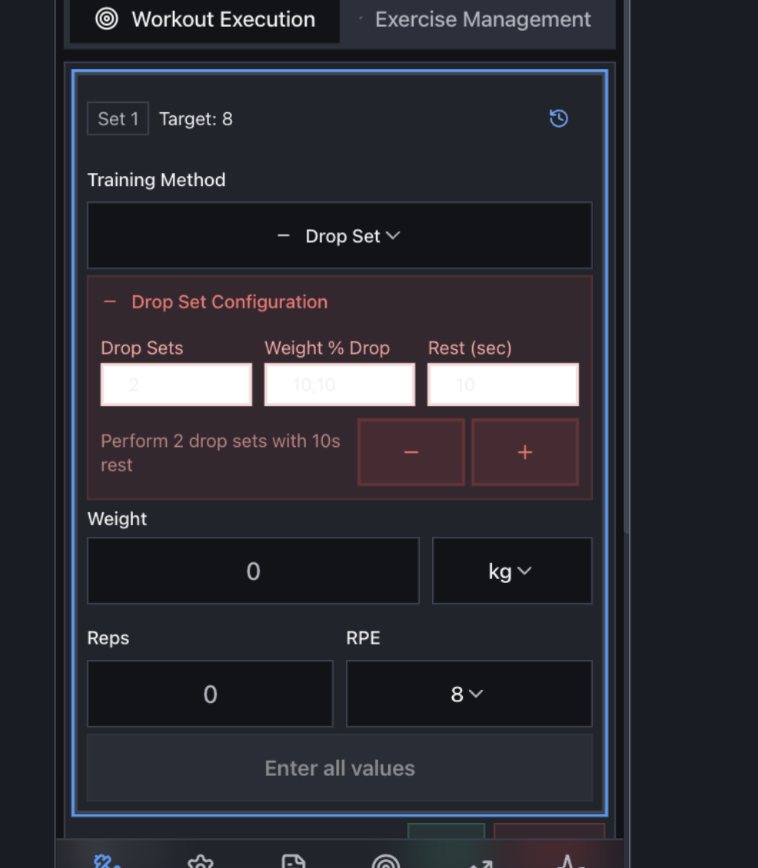 Workout Execution
Exercise Management
Set 1 Target: 8
Training Method
− Drop Set
− Drop Set Configuration
Drop Sets Weight % Drop Rest (sec)
2 10,10 10
Perform 2 drop sets with 10s
rest
− +
Weight
0 kg
Reps RPE
0 8
Enter all values